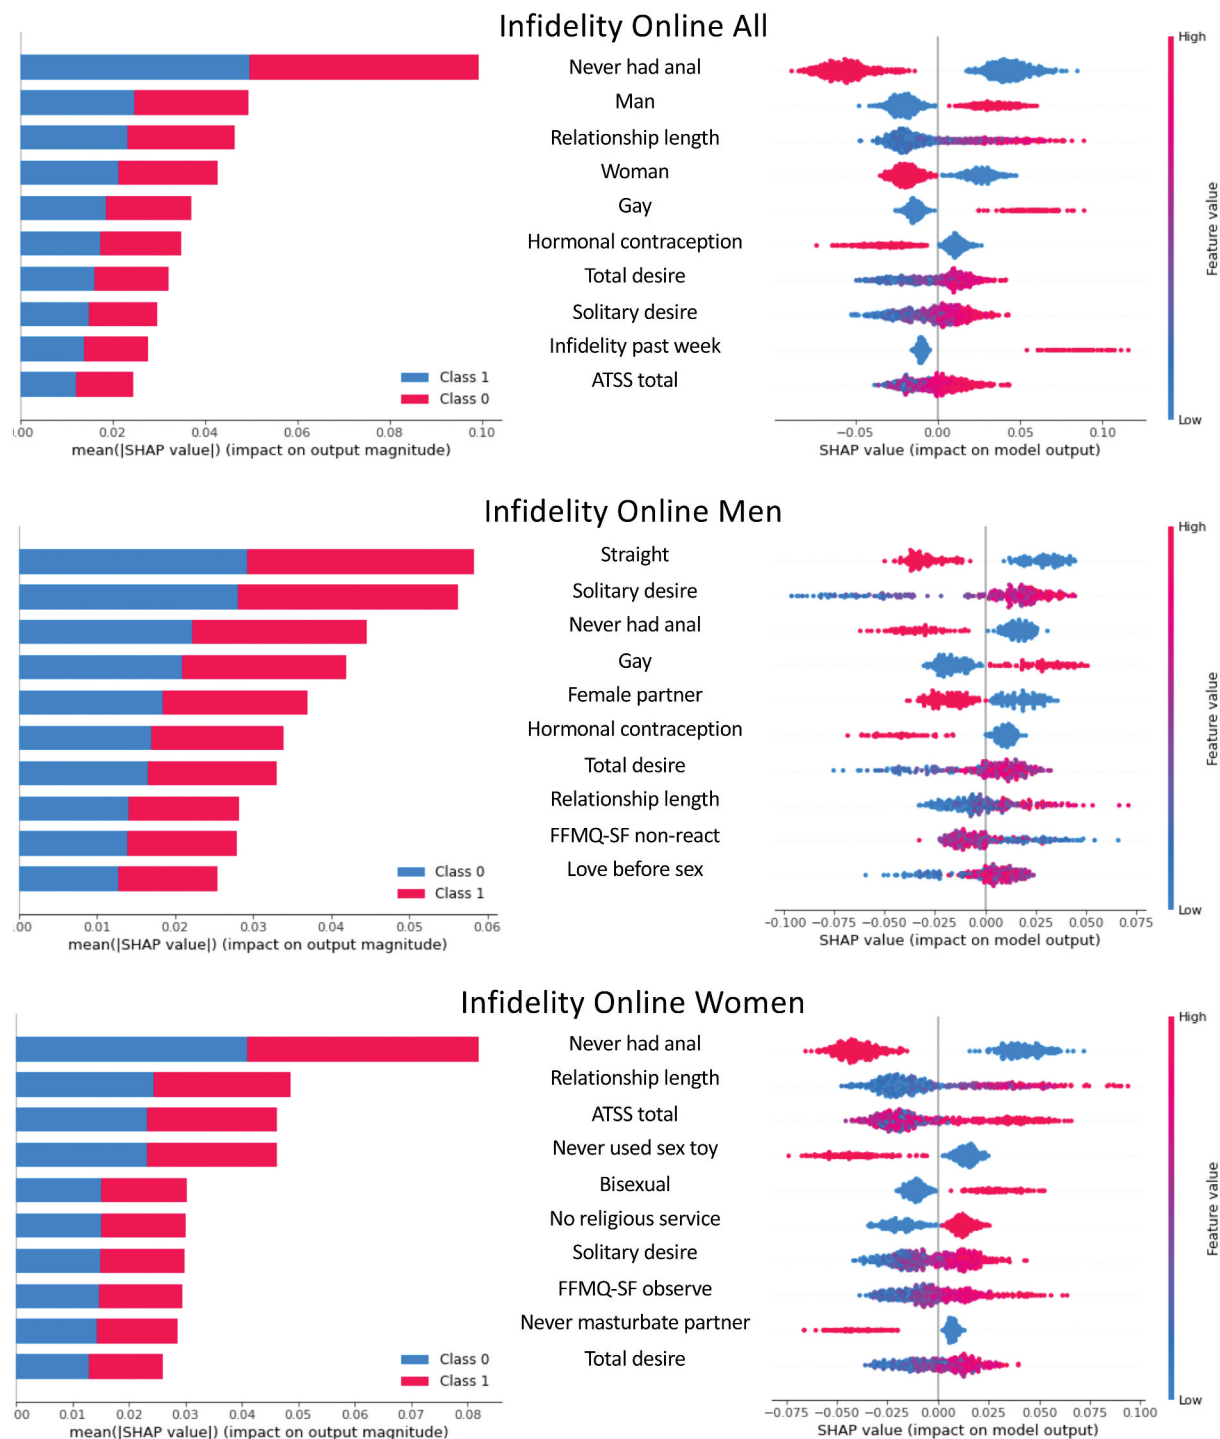 Infidelity Online All
Never had anal
Man
Relationship length
Woman
Gay
Hormonal contraception
Total desire
Solitary desire
Infidelity past week
ATSS total
Class 1
Class 0
.00 0.02 0.04 0.06 0.08 0.10
mean(|SHAP value|) (impact on output magnitude)
High
Feature value
Low
−0.05 0.00 0.05 0.10
SHAP value (impact on model output)
Infidelity Online Men
Straight
Solitary desire
Never had anal
Gay
Female partner
Hormonal contraception
Total desire
Relationship length
FFMQ-SF non-react
Love before sex
Class 0
Class 1
.00 0.01 0.02 0.03 0.04 0.05 0.06
mean(|SHAP value|) (impact on output magnitude)
High
Feature value
Low
−0.100 −0.075 −0.050 −0.025 0.000 0.025 0.050 0.075
SHAP value (impact on model output)
Infidelity Online Women
Never had anal
Relationship length
ATSS total
Never used sex toy
Bisexual
No religious service
Solitary desire
FFMQ-SF observe
Never masturbate partner
Total desire
Class 0
Class 1
00 0.01 0.02 0.03 0.04 0.05 0.06 0.07 0.08
mean(|SHAP value|) (impact on output magnitude)
High
Feature value
Low
−0.075 −0.050 −0.025 0.000 0.025 0.050 0.075 0.100
SHAP value (impact on model output)